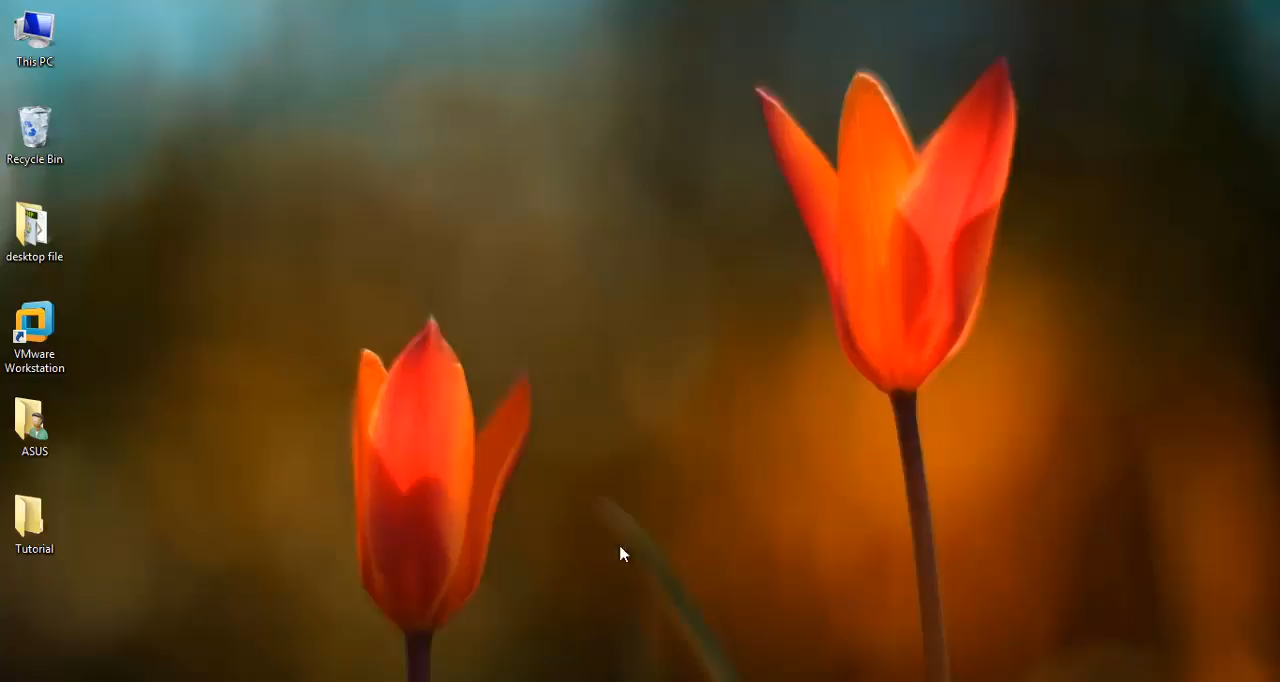 This PC
Recycle Bin
desktop file
VMware
Workstation
ASUS
Tutorial